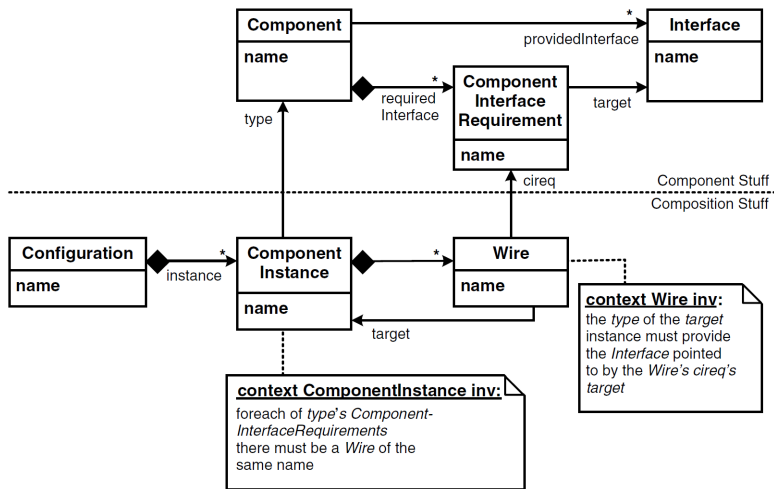 Component
name
*
providedInterface
Interface
name
*
required
Interface
Component
Interface
Requirement
name
target
type
cireq
Component Stuff
Composition Stuff
Configuration
name
*
instance
Component
Instance
name
*
Wire
name
target
context Wire inv:
the type of the target
instance must provide
the Interface pointed
to by the Wire's cireq's
target
context ComponentInstance inv:
foreach of type's Component-
InterfaceRequirements
there must be a Wire of the
same name